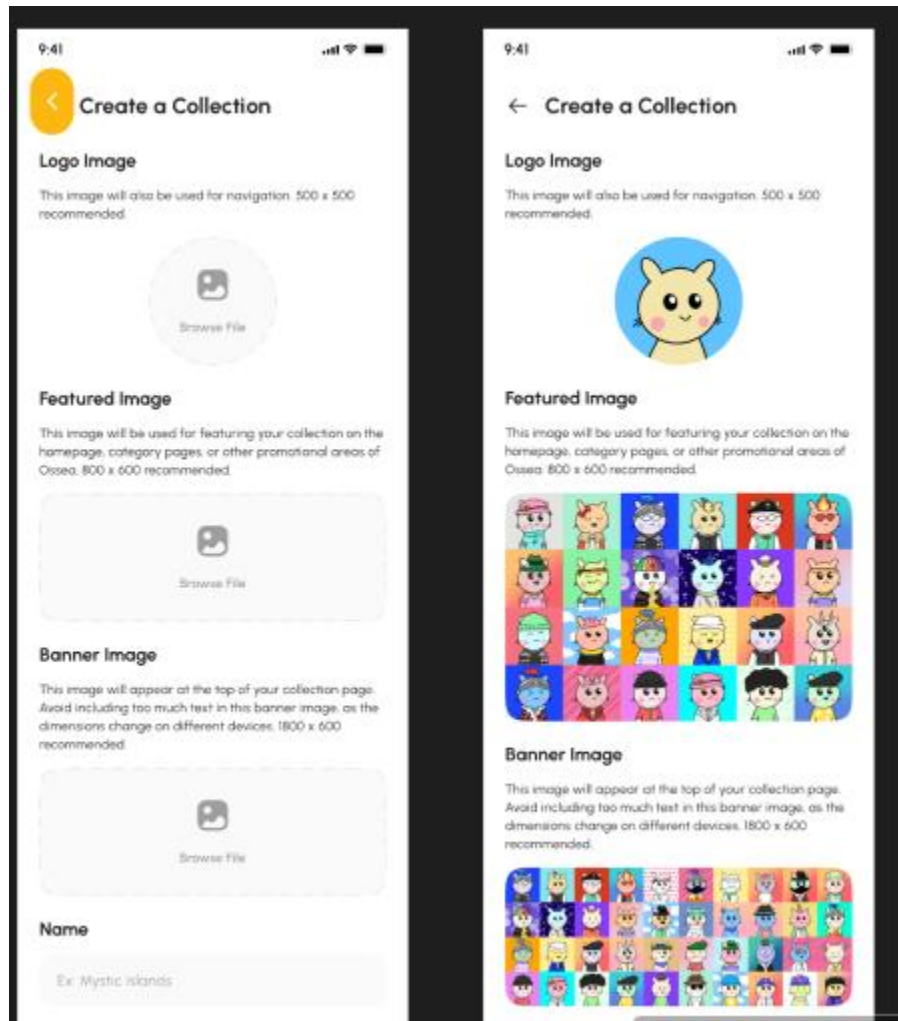 9:41
Create a Collection
Logo Image
This image will also be used for navigation. 500 x 500
recommended.
Browse File
Featured Image
This image will be used for featuring your collection on the
homepage, category pages, or other promotional areas of
Ossea. 800 x 600 recommended.
Browse File
Banner Image
This image will appear at the top of your collection page.
Avoid including too much text in this banner image, as the
dimensions change on different devices. 1800 x 600
recommended.
Browse File
Name
Ex: Mystic Islands
9:41
Create a Collection
Logo Image
This image will also be used for navigation. 500 x 500
recommended.
Featured Image
This image will be used for featuring your collection on the
homepage, category pages, or other promotional areas of
Ossea. 800 x 600 recommended.
Banner Image
This image will appear at the top of your collection page.
Avoid including too much text in this banner image, as the
dimensions change on different devices. 1800 x 600
recommended.